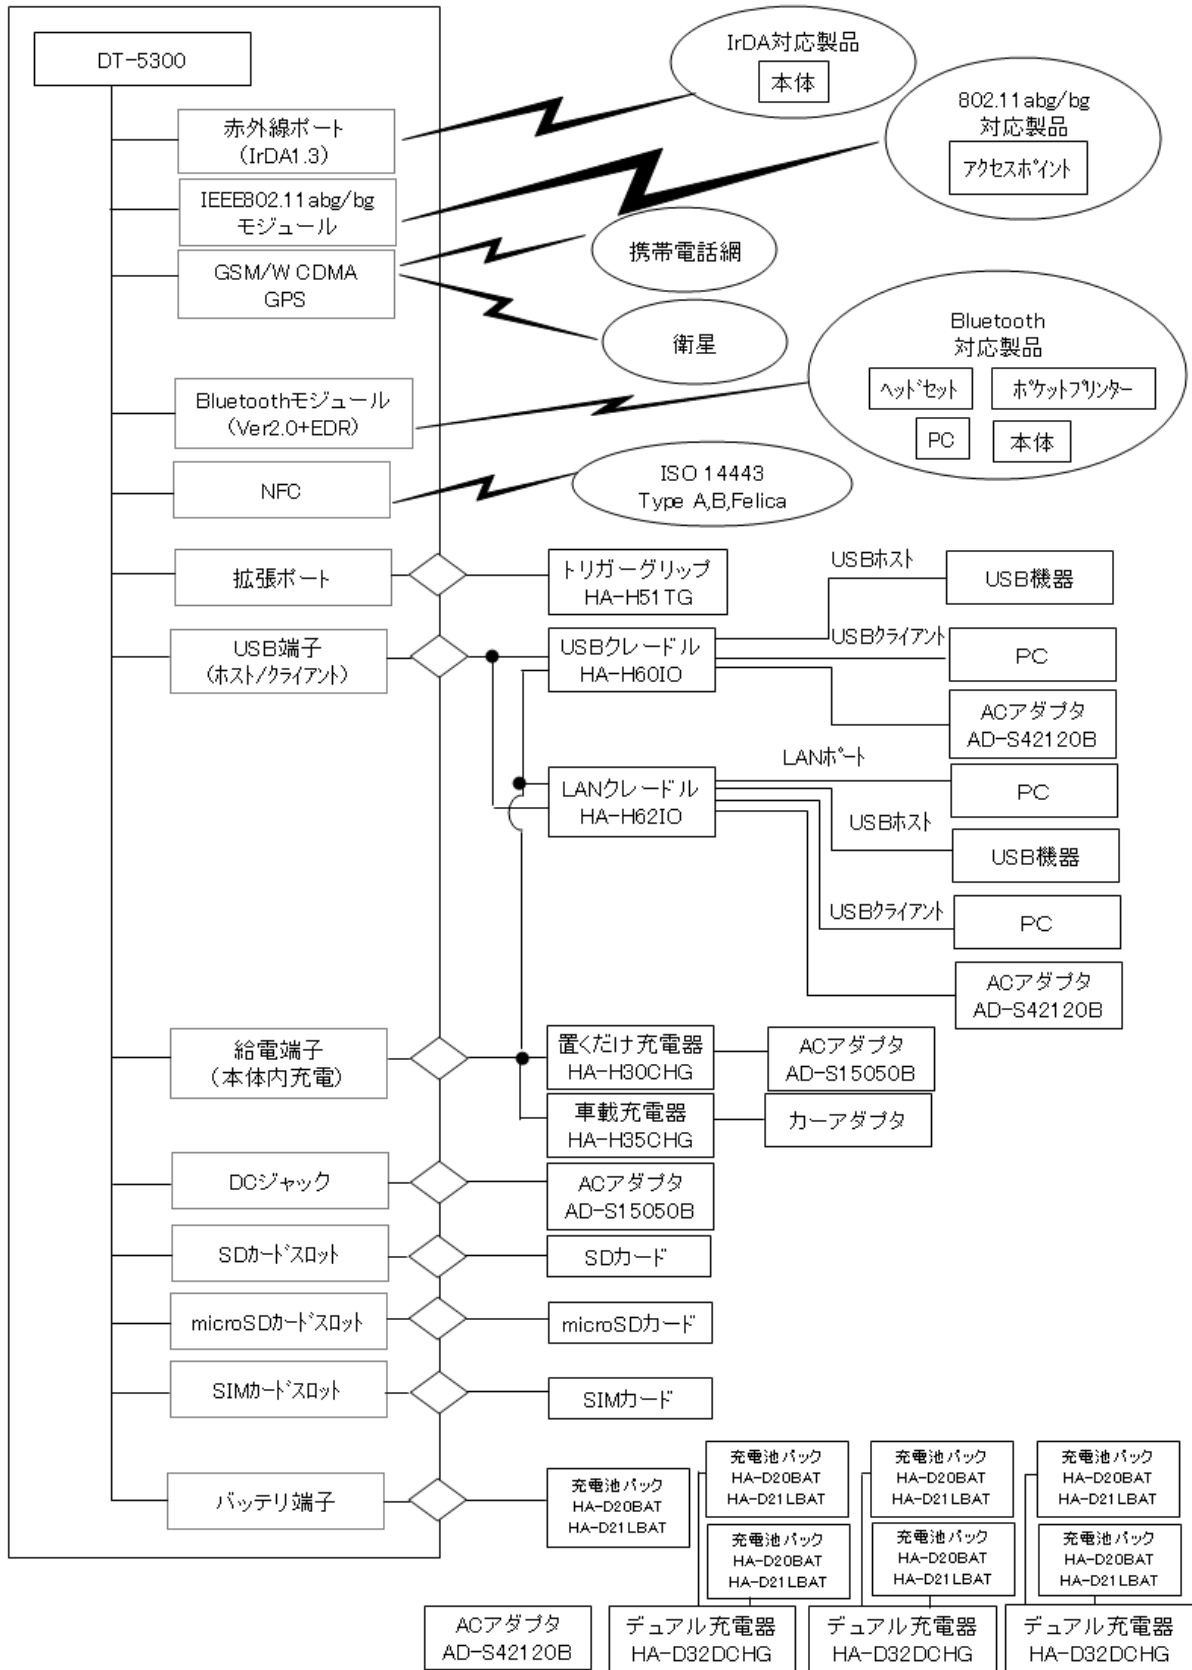 DT-5300
IrDA対応製品
本体
802.11abg/bg
対応製品
アクセスポイント
赤外線ポート
(IrDA1.3)
IEEE802.11abg/bg
モジュール
GSM/W CDMA
GPS
携帯電話網
衛星
Bluetooth
対応製品
ヘッドセット
ポケットプリンター
PC
本体
Bluetoothモジュール
(Ver2.0+EDR)
NFC
ISO 14443
Type A,B,Felica
拡張ポート
トリガーグリップ
HA-H51TG
USBホスト
USB機器
USB端子
(ホスト/クライアント)
USBクレードル
HA-H60IO
USBクライアント
PC
ACアダプタ
AD-S42120B
LANクレードル
HA-H62IO
LANポート
PC
USBホスト
USB機器
USBクライアント
PC
ACアダプタ
AD-S42120B
給電端子
(本体内充電)
置くだけ充電器
HA-H30CHG
ACアダプタ
AD-S15050B
車載充電器
HA-H35CHG
カーアダプタ
DCジャック
ACアダプタ
AD-S15050B
SDカードスロット
SDカード
microSDカードスロット
microSDカード
SIMカードスロット
SIMカード
バッテリ端子
充電池パック
HA-D20BAT
HA-D21LBAT
充電池パック
HA-D20BAT
HA-D21LBAT
充電池パック
HA-D20BAT
HA-D21LBAT
充電池パック
HA-D20BAT
HA-D21LBAT
充電池パック
HA-D20BAT
HA-D21LBAT
充電池パック
HA-D20BAT
HA-D21LBAT
充電池パック
HA-D20BAT
HA-D21LBAT
ACアダプタ
AD-S42120B
デュアル充電器
HA-D32DCHG
デュアル充電器
HA-D32DCHG
デュアル充電器
HA-D32DCHG